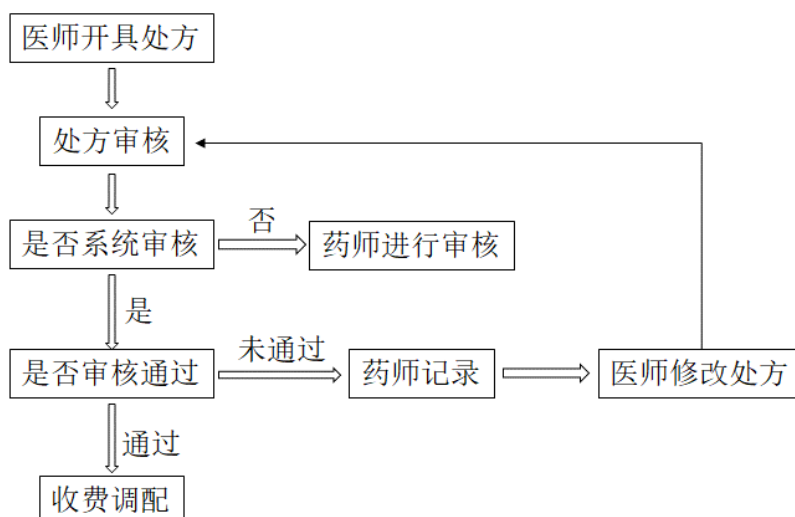 医师开具处方
处方审核
否
是否系统审核
药师进行审核
是
未通过
是否审核通过
药师记录
医师修改处方
通过
收费调配